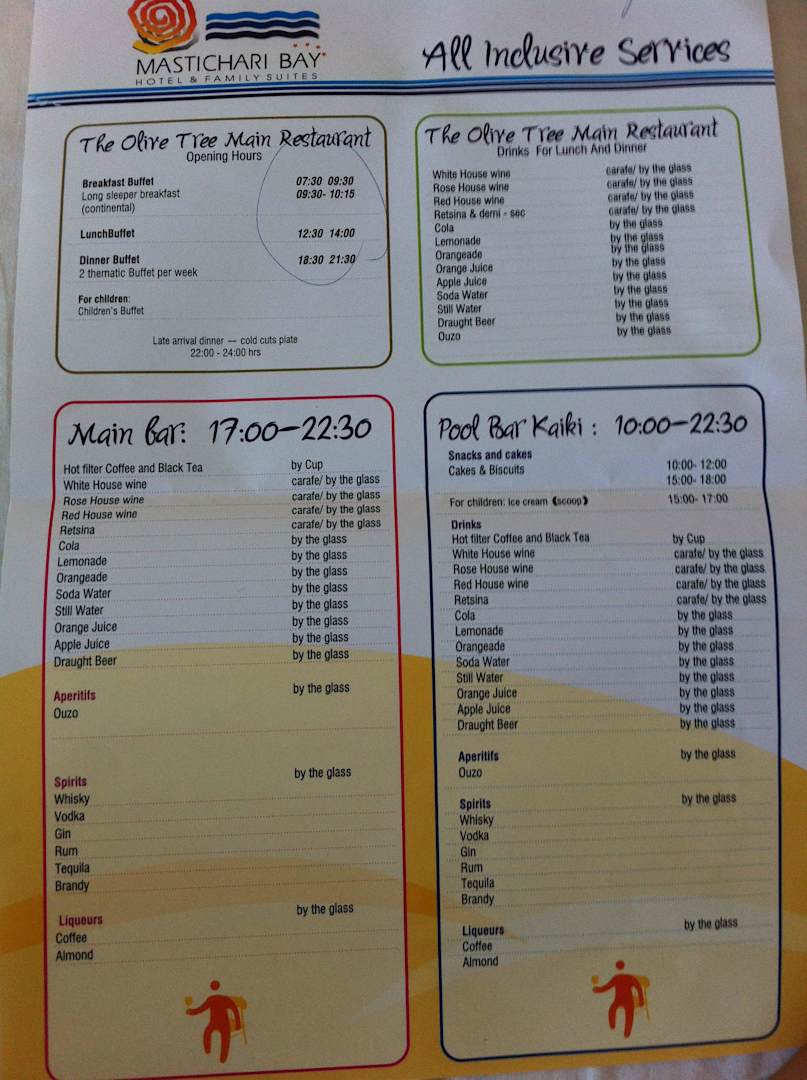 MASTICHARI BAY
HOTEL & FAMILY SUITES
All Inclusive Services
The Olive Tree Main Restaurant
Opening Hours
Breakfast Buffet 07:30 09:30
Long sleeper breakfast 09:30- 10:15
(continental)
LunchBuffet 12:30 14:00
Dinner Buffet 18:30 21:30
2 thematic Buffet per week
For children:
Children's Buffet
Late arrival dinner — cold cuts plate
22:00 - 24:00 hrs
The Olive Tree Main Restaurant
Drinks For Lunch And Dinner
White House wine carafe/ by the glass
Rose House wine carafe/ by the glass
Red House wine carafe/ by the glass
Retsina & demi - sec carafe/ by the glass
Cola by the glass
Lemonade by the glass
Orangeade by the glass
Orange Juice by the glass
Apple Juice by the glass
Soda Water by the glass
Still Water by the glass
Draught Beer by the glass
Ouzo by the glass
Main Bar: 17:00-22:30
Hot filter Coffee and Black Tea by Cup
White House wine carafe/ by the glass
Rose House wine carafe/ by the glass
Red House wine carafe/ by the glass
Retsina carafe/ by the glass
Cola by the glass
Lemonade by the glass
Orangeade by the glass
Soda Water by the glass
Still Water by the glass
Orange Juice by the glass
Apple Juice by the glass
Draught Beer by the glass
Aperitifs by the glass
Ouzo
Spirits by the glass
Whisky
Vodka
Gin
Rum
Tequila
Brandy
Liqueurs by the glass
Coffee
Almond
Pool Bar Kaiki : 10:00-22:30
Snacks and cakes
Cakes & Biscuits 10:00- 12:00
15:00- 18:00
For children: Ice cream (scoop) 15:00- 17:00
Drinks
Hot filter Coffee and Black Tea by Cup
White House wine carafe/ by the glass
Rose House wine carafe/ by the glass
Red House wine carafe/ by the glass
Retsina carafe/ by the glass
Cola by the glass
Lemonade by the glass
Orangeade by the glass
Soda Water by the glass
Still Water by the glass
Orange Juice by the glass
Apple Juice by the glass
Draught Beer by the glass
Aperitifs by the glass
Ouzo
Spirits by the glass
Whisky
Vodka
Gin
Rum
Tequila
Brandy
Liqueurs by the glass
Coffee
Almond